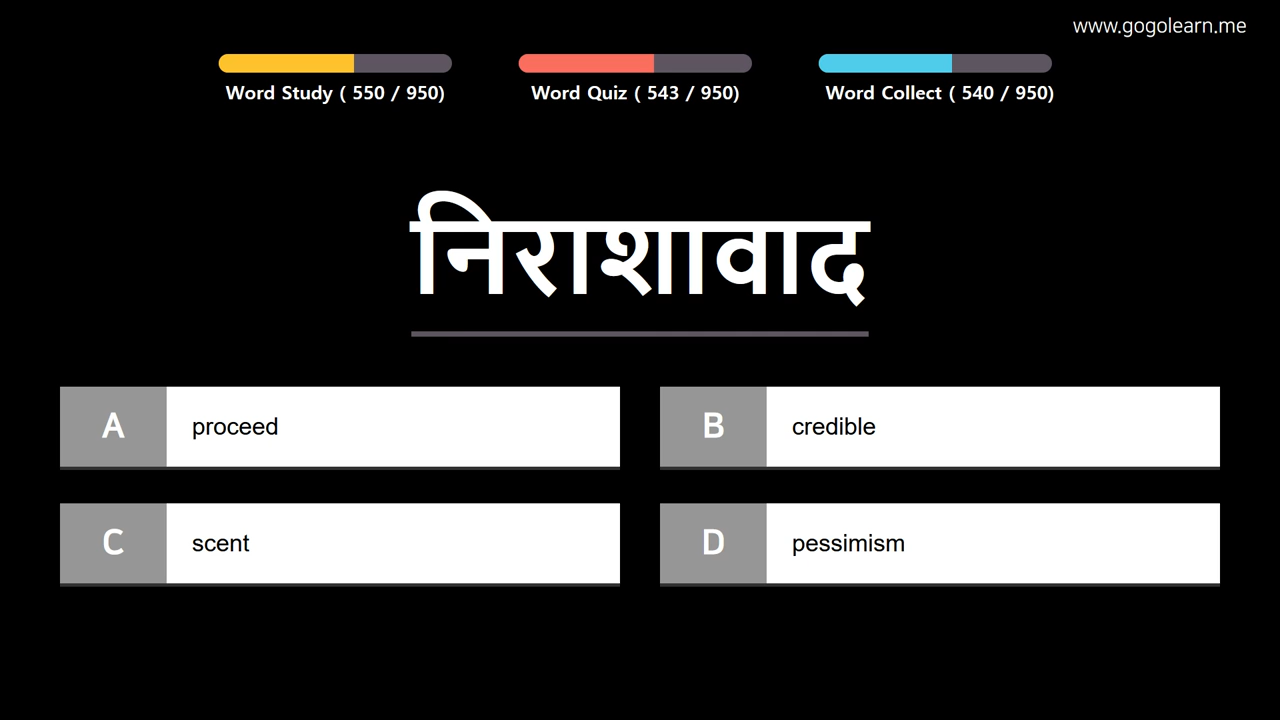 www.gogolearn.me
Word Study ( 550 / 950)
Word Quiz ( 543 / 950)
Word Collect ( 540 / 950)
निराशावाद
A
proceed
B
credible
C
scent
D
pessimism